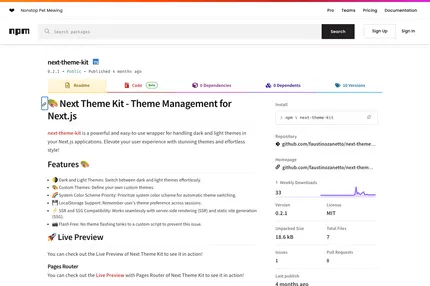 Nonstop Pet Mewing
Pro
Teams
Pricing
Documentation
npm
Search packages
Search
Sign Up
Sign In
next-theme-kit
0.2.1 • Public • Published 4 months ago
Readme
Code
Beta
0 Dependencies
0 Dependents
10 Versions
Next Theme Kit - Theme Management for
Next.js
next-theme-kit is a powerful and easy-to-use wrapper for handling dark and light themes in
your Next.js applications. Elevate your user experience with stunning themes and effortless
style!
Features 🎨
🌗 Dark and Light Themes: Switch between dark and light themes effortlessly.
🎨 Custom Themes: Define your own custom themes.
🚀 System Color Scheme Priority: Prioritize system color scheme for automatic theme switching.
💾 LocalStorage Support: Remember user's theme preference across sessions.
⚡ SSR and SSG Compatibility: Works seamlessly with server-side rendering (SSR) and static site generation
(SSG).
📸 Flash-Free: No theme flashing tanks to a custom script to prevent this issue.
🚀 Live Preview
You can check out the Live Preview of Next Theme Kit to see it in action!
Pages Router
You can check out the Live Preview with Pages Router of Next Theme Kit to see it in action!
Install
> npm i next-theme-kit
Repository
github.com/faustinozanetto/next-theme...
Homepage
github.com/faustinozanetto/next-them...
Weekly Downloads
33
Version
0.2.1
License
MIT
Unpacked Size
18.6 kB
Total Files
7
Issues
1
Pull Requests
8
Last publish
4 months ago